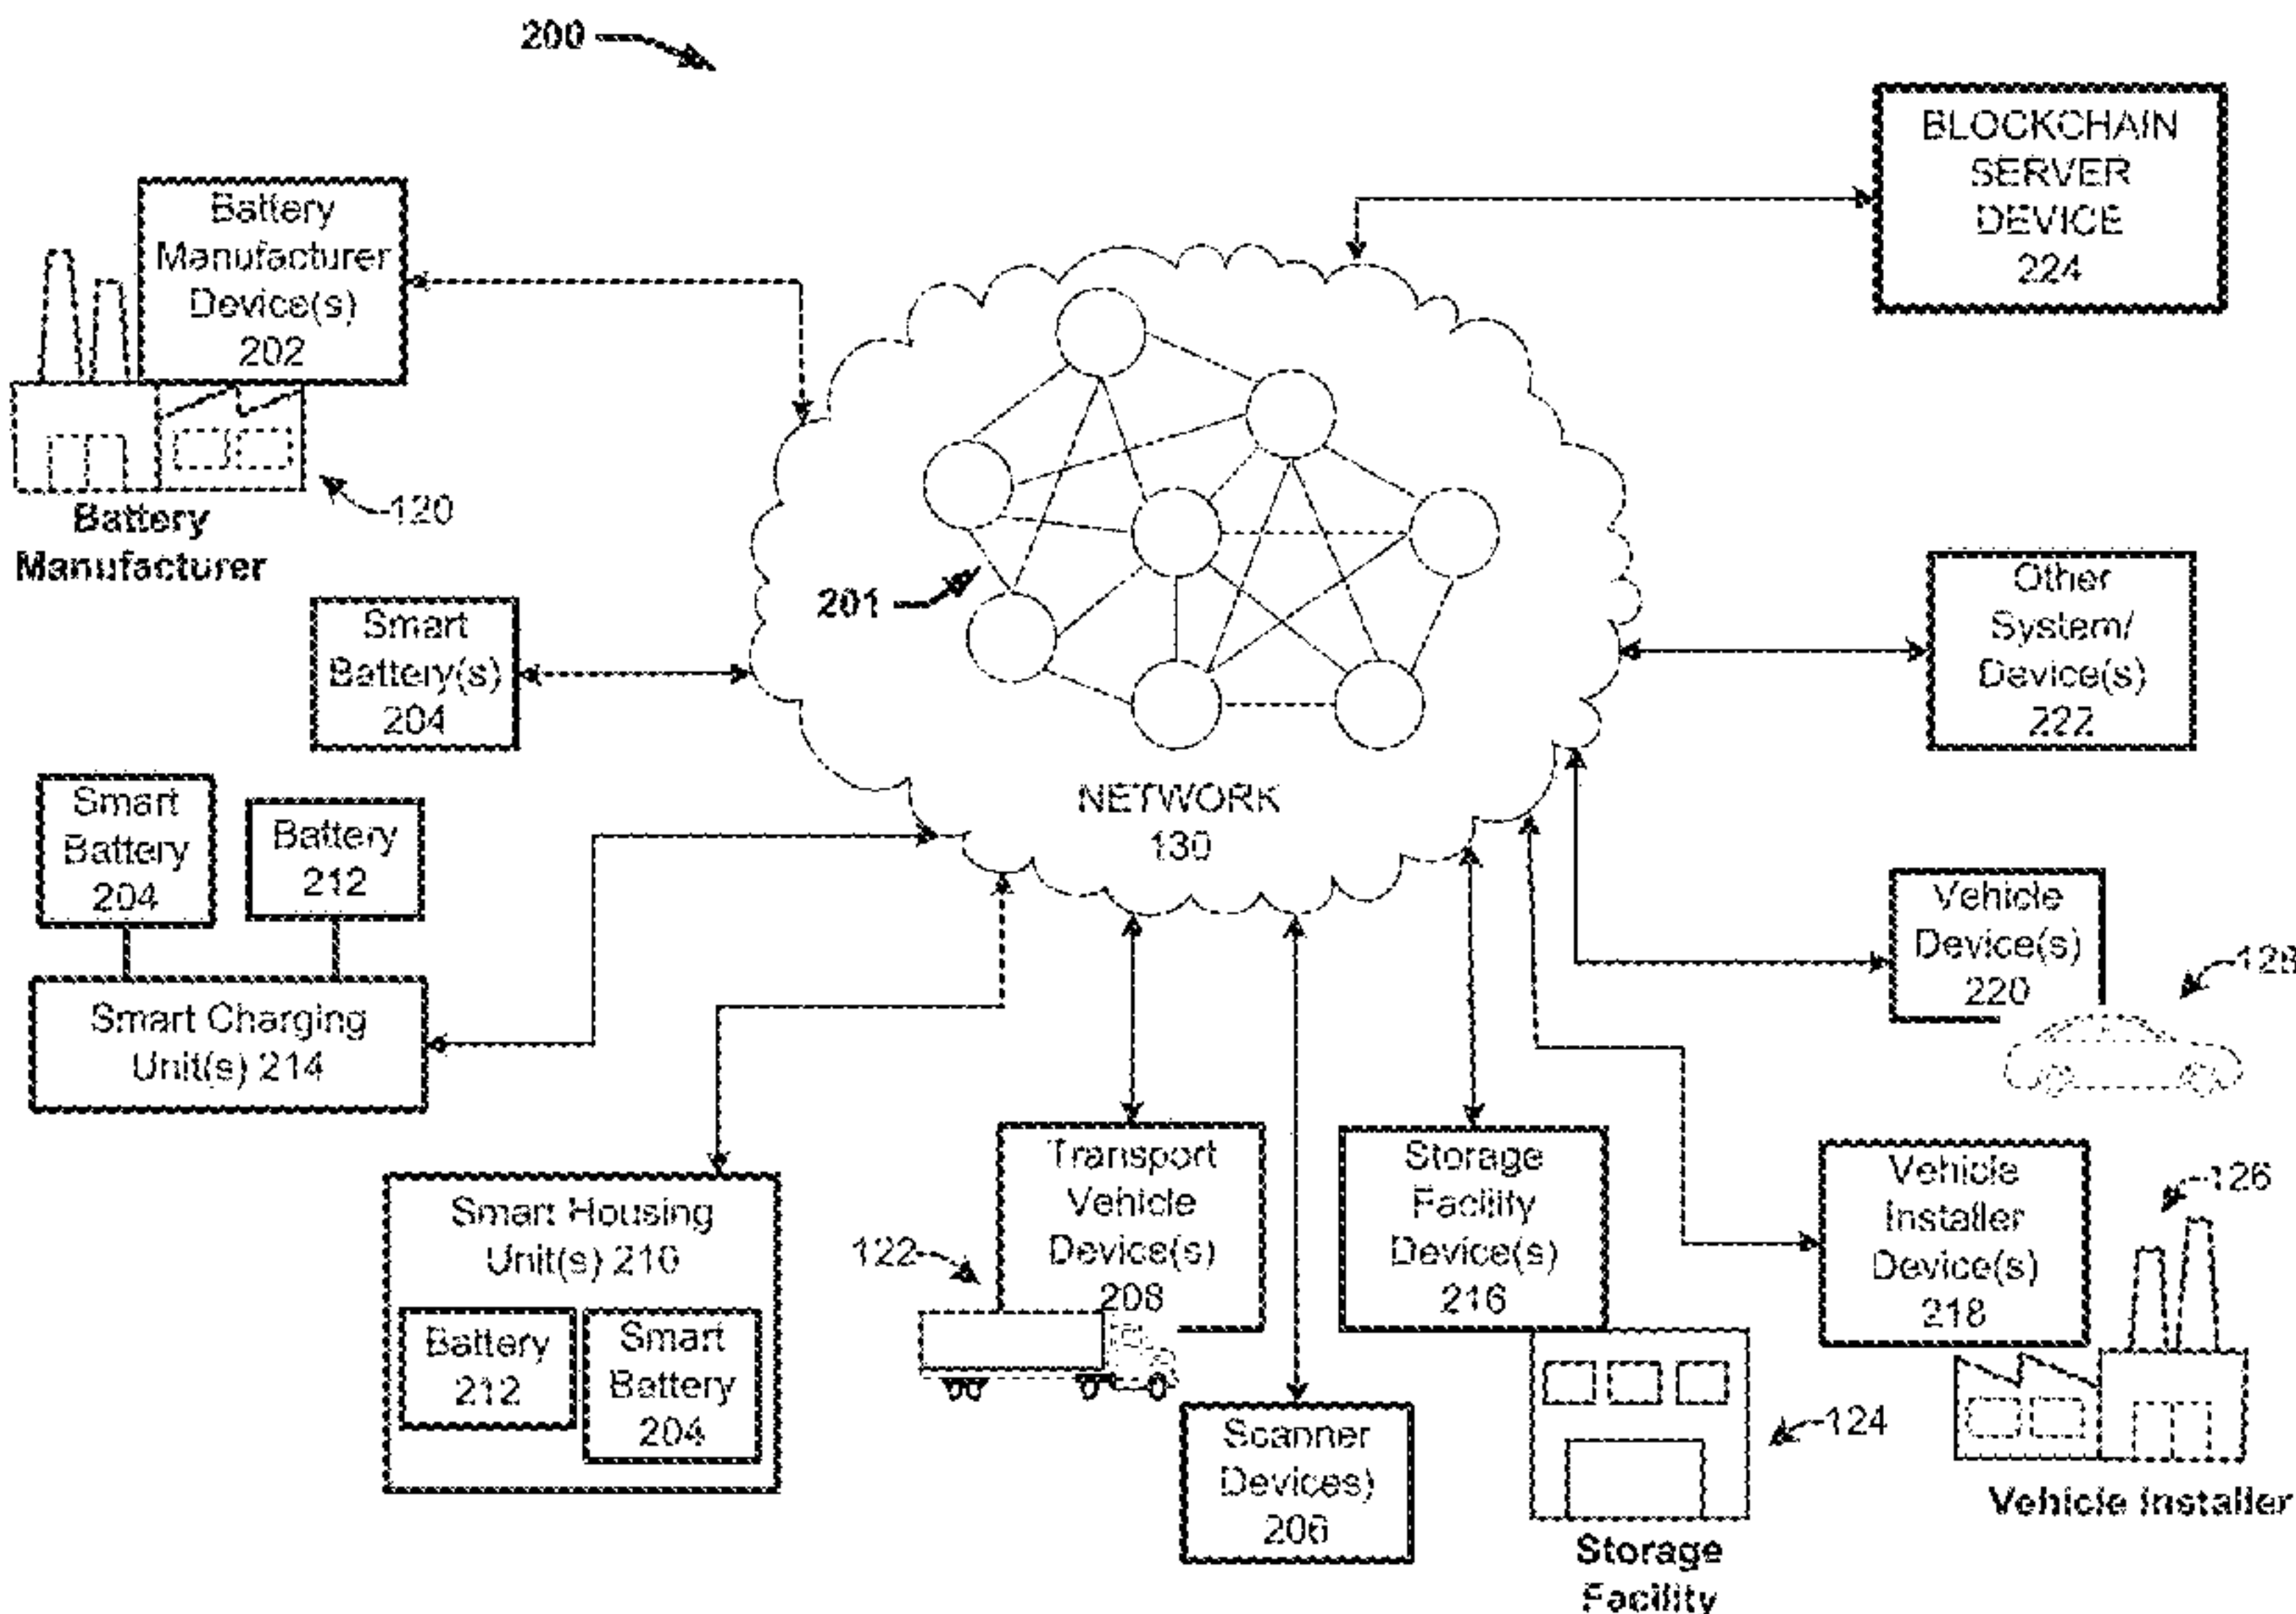 200
BLOCKCHAIN
SERVER
DEVICE
224
Battery
Manufacturer
Device(s)
202
120
Battery
Manufacturer
201
Smart
Battery(s)
204
Other
System/
Device(s)
222
NETWORK
130
Smart
Battery
204
Battery
212
Smart Charging
Unit(s) 214
Vehicle
Device(s)
220
128
Smart Housing
Unit(s) 210
Battery
212
Smart
Battery
204
122
Transport
Vehicle
Device(s)
208
Scanner
Devices)
206
Storage
Facility
Device(s)
216
124
Storage
Facility
Vehicle
Installer
Device(s)
218
126
Vehicle Installer